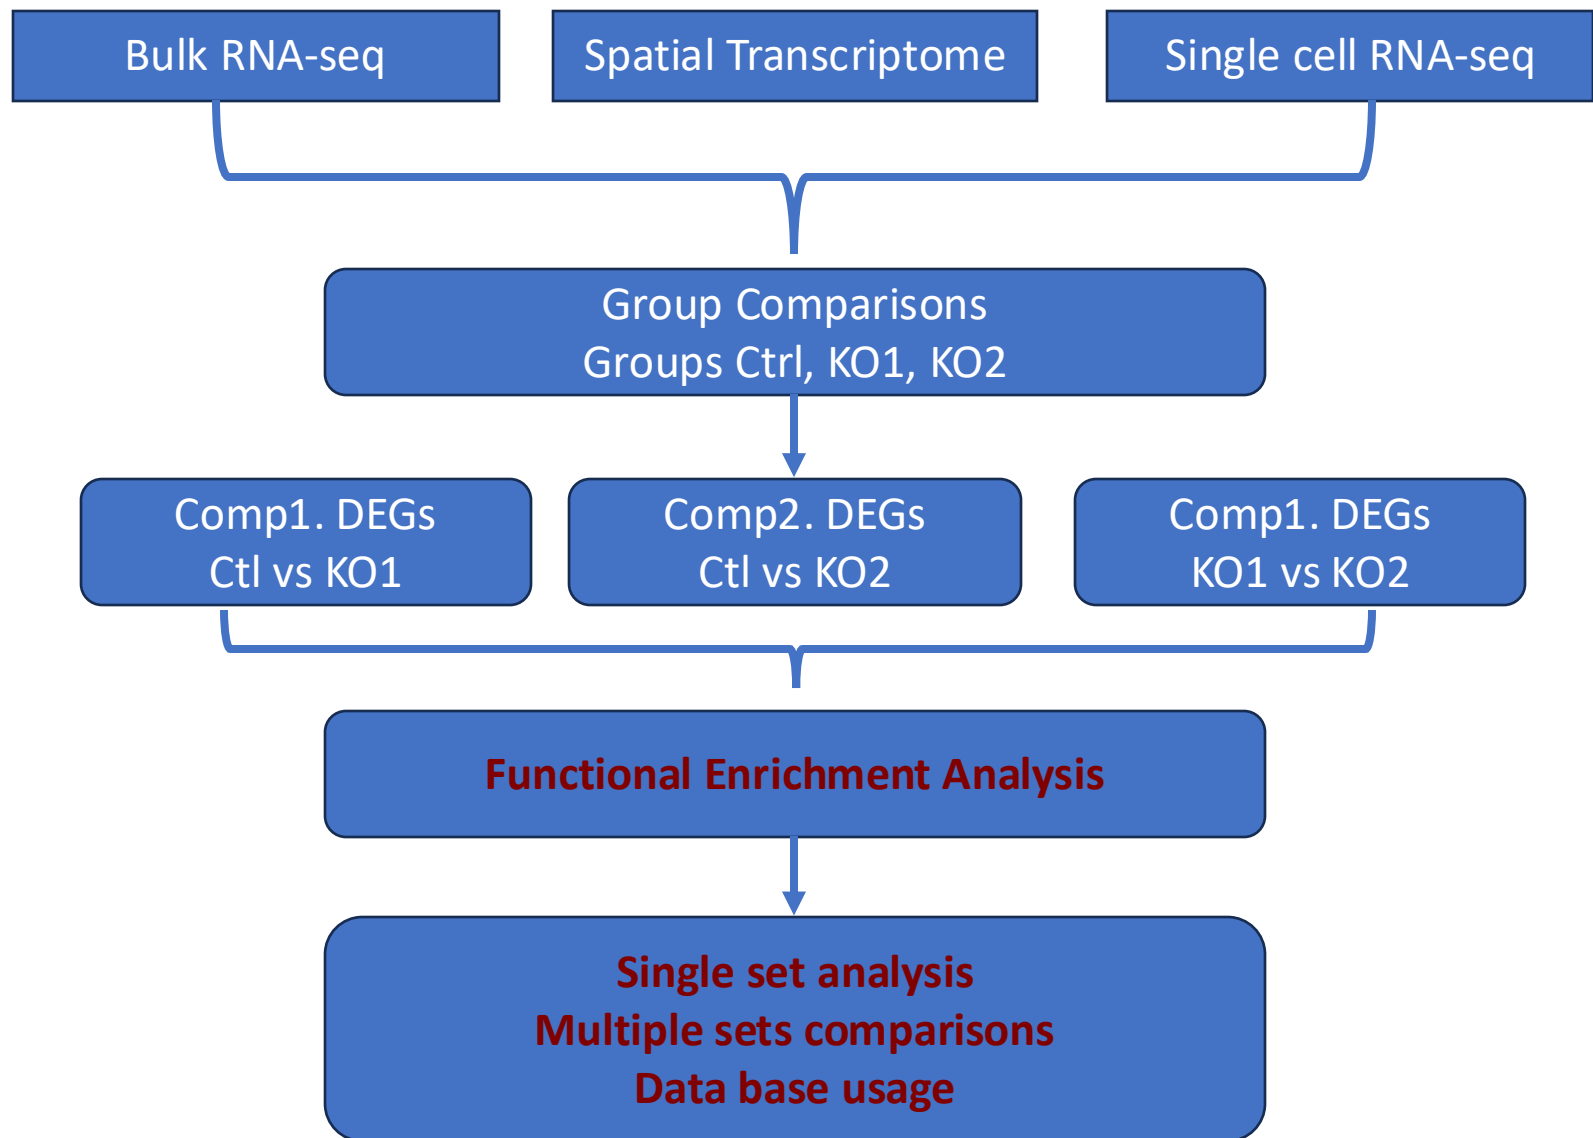 Bulk RNA-seq
Spatial Transcriptome
Single cell RNA-seq
Group Comparisons
Groups Ctrl, KO1, KO2
Comp1. DEGs
Ctl vs KO1
Comp2. DEGs
Ctl vs KO2
Comp1. DEGs
KO1 vs KO2
Functional Enrichment Analysis
Single set analysis
Multiple sets comparisons
Data base usage